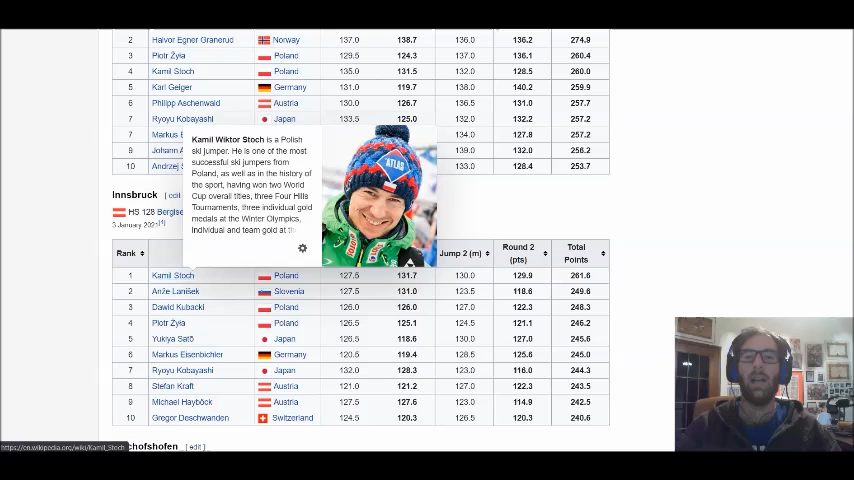 2 Halvor Egner Granerud Norway 137.0 138.7 136.0 136.2 274.9
3 Piotr Żyła Poland 129.5 124.3 137.0 136.1 260.4
4 Kamil Stoch Poland 135.0 131.5 132.0 128.5 260.0
5 Karl Geiger Germany 131.0 119.7 138.0 140.2 259.9
6 Philipp Aschenwald Austria 130.0 126.7 136.5 131.0 257.7
7 Ryoyu Kobayashi Japan 133.5 125.0 132.0 132.2 257.2
7 Markus E 134.0 127.8 257.2
9 Johann A 139.0 132.0 256.2
10 Andrzej S 133.0 128.4 253.7
Kamil Wiktor Stoch is a Polish
ski jumper. He is one of the most
successful ski jumpers from
Poland, as well as in the history of
the sport, having won two World
Cup overall titles, three Four Hills
Tournaments, three individual gold
medals at the Winter Olympics,
individual and team gold at th
ATLAS
Innsbruck [ edit
HS 128 Bergise
3 January 2021[4]
Rank Jump 2 (m) Round 2 (pts) Total Points
1 Kamil Stoch Poland 127.5 131.7 130.0 129.9 261.6
2 Anže Lanišek Slovenia 127.5 131.0 123.5 118.6 249.6
3 Dawid Kubacki Poland 126.0 126.0 127.0 122.3 248.3
4 Piotr Żyła Poland 126.5 125.1 124.5 121.1 246.2
5 Yukiya Satō Japan 126.5 118.6 130.0 127.0 245.6
6 Markus Eisenbichler Germany 120.5 119.4 128.5 125.6 245.0
7 Ryoyu Kobayashi Japan 132.0 128.3 123.0 116.0 244.3
8 Stefan Kraft Austria 121.0 121.2 127.0 122.3 243.5
9 Michael Hayböck Austria 127.5 127.6 123.0 114.9 242.5
10 Gregor Deschwanden Switzerland 124.5 120.3 126.5 120.3 240.6
https://en.wikipedia.org/wiki/Kamil_Stoch
chofshofen [ edit ]